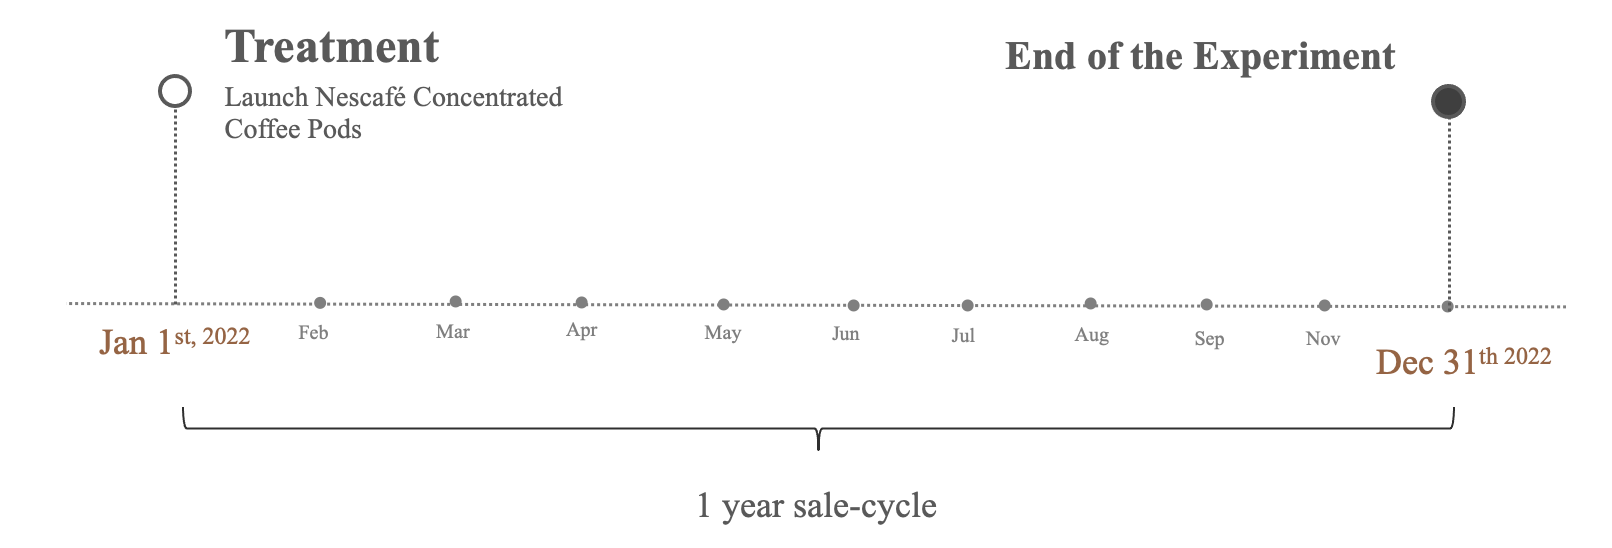 Treatment
Launch Nescafé Concentrated
Coffee Pods
End of the Experiment
Jan 1st, 2022
Feb
Mar
Apr
May
Jun
Jul
Aug
Sep
Nov
Dec 31th 2022
1 year sale-cycle